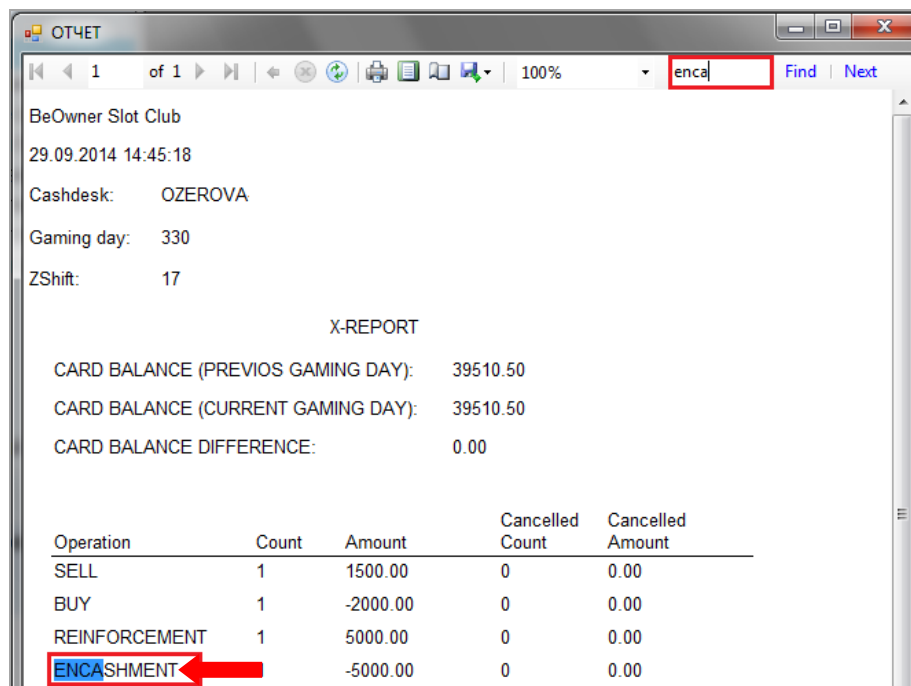 ОТЧЕТ
1 of 1 100% enca Find Next
BeOwner Slot Club
29.09.2014 14:45:18
Cashdesk: OZEROVA
Gaming day: 330
ZShift: 17
X-REPORT
CARD BALANCE (PREVIOS GAMING DAY): 39510.50
CARD BALANCE (CURRENT GAMING DAY): 39510.50
CARD BALANCE DIFFERENCE: 0.00
Cancelled Cancelled
Operation Count Amount Count Amount
SELL 1 1500.00 0 0.00
BUY 1 -2000.00 0 0.00
REINFORCEMENT 1 5000.00 0 0.00
ENCASHMENT -5000.00 0 0.00